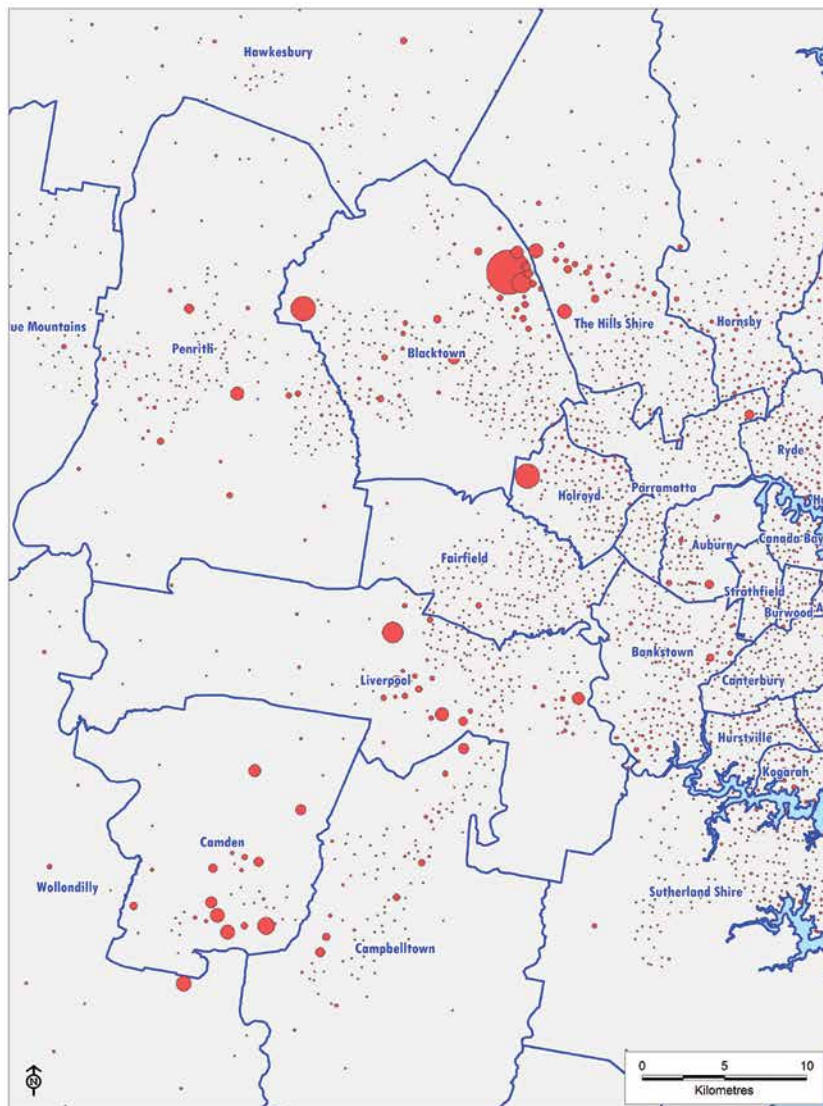 Hawkesbury
ue Mountains
Penrith
Blacktown
The Hills Shire
Hornsby
Ryde
Holroyd
Parramatta
Auburn
Canada Bay
Fairfield
Strathfield
Burwood
Bankstown
Liverpool
Canterbury
Hurstville
Kogarah
Camden
Wollondilly
Sutherland Shire
Campbelltown
N
0 5 10
Kilometres